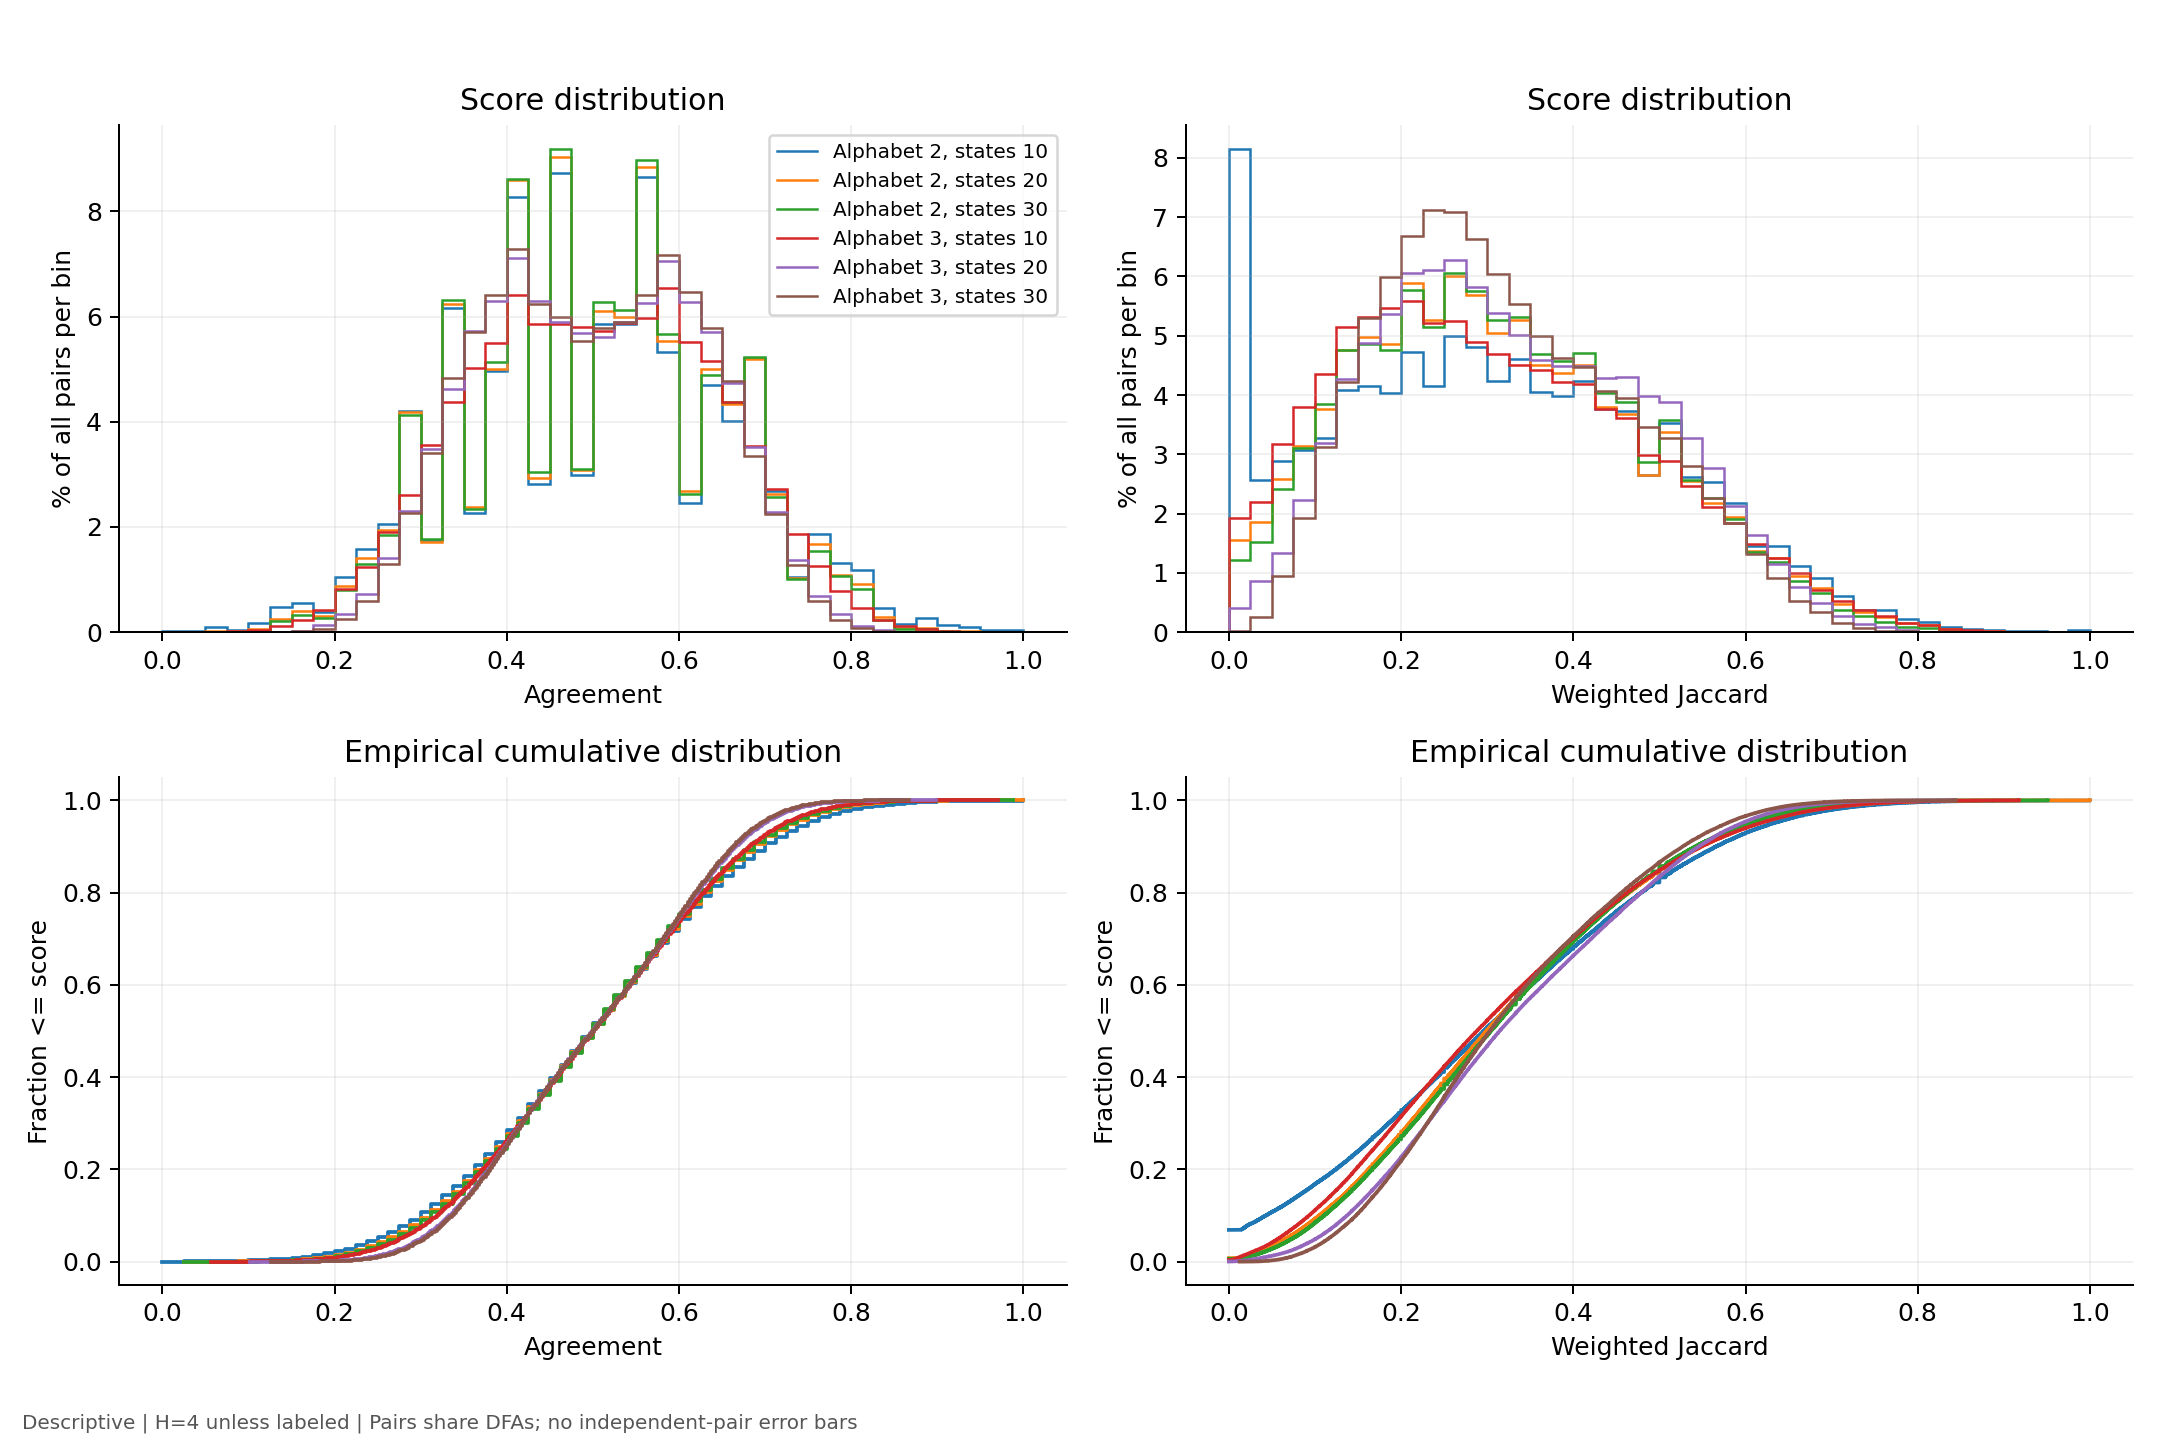 Score distribution
% of all pairs per bin
8
6
4
2
0
0.0 0.2 0.4 0.6 0.8 1.0
Agreement
Alphabet 2, states 10
Alphabet 2, states 20
Alphabet 2, states 30
Alphabet 3, states 10
Alphabet 3, states 20
Alphabet 3, states 30
Score distribution
% of all pairs per bin
8
7
6
5
4
3
2
1
0
0.0 0.2 0.4 0.6 0.8 1.0
Weighted Jaccard
Empirical cumulative distribution
Fraction <= score
1.0
0.8
0.6
0.4
0.2
0.0
0.0 0.2 0.4 0.6 0.8 1.0
Agreement
Empirical cumulative distribution
Fraction <= score
1.0
0.8
0.6
0.4
0.2
0.0
0.0 0.2 0.4 0.6 0.8 1.0
Weighted Jaccard
Descriptive | H=4 unless labeled | Pairs share DFAs; no independent-pair error bars